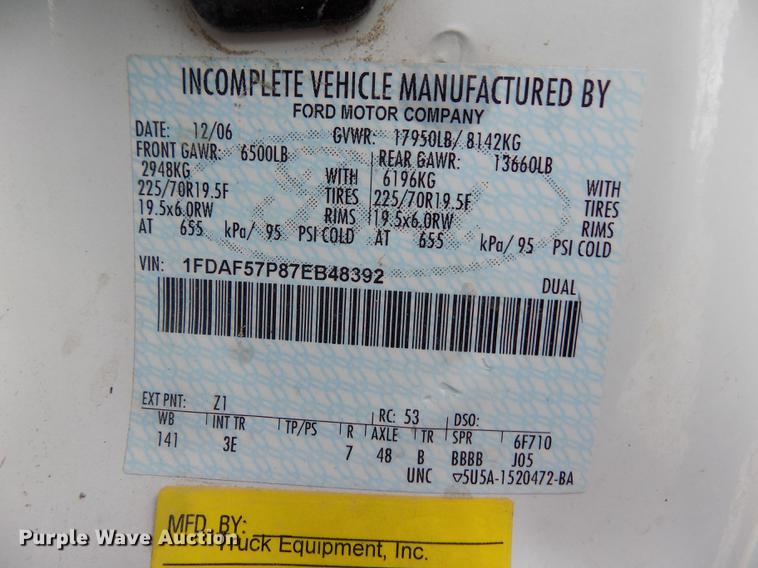 INCOMPLETE VEHICLE MANUFACTURED BY
FORD MOTOR COMPANY
DATE: 12/06 GVWR: 17950LB/ 8142KG
FRONT GAWR: 6500LB REAR GAWR: 13660LB
2948KG WITH 6196KG WITH
225/70R19.5F TIRES 225/70R19.5F TIRES
19.5x6.0RW RIMS 19.5x6.0RW RIMS
AT 655 kPa/ 95 PSI COLD AT 655 kPa/ 95 PSI COLD
VIN: 1FDAF57P87EB48392
DUAL
EXT PNT: Z1 RC: 53 DSO:
WB INT TR TP/PS R AXLE TR SPR 6F710
141 3E 7 48 B BBBB J05
UNC ▽5U5A-1520472-BA
MFD. BY:
Truck Equipment, Inc.
Purple Wave Auction